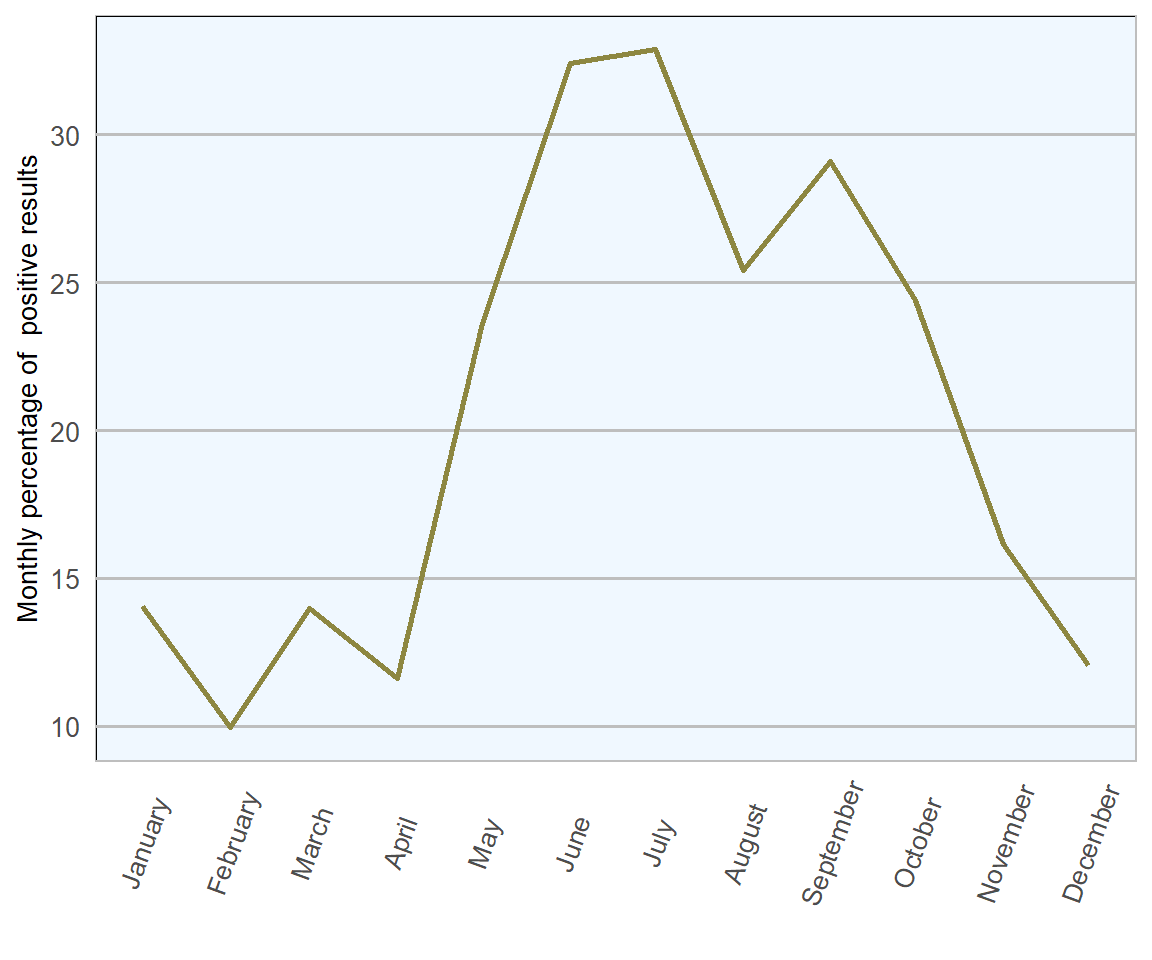 Monthly percentage of  positive results
30
25
20
15
10
January
February
March
April
May
June
July
August
September
October
November
December